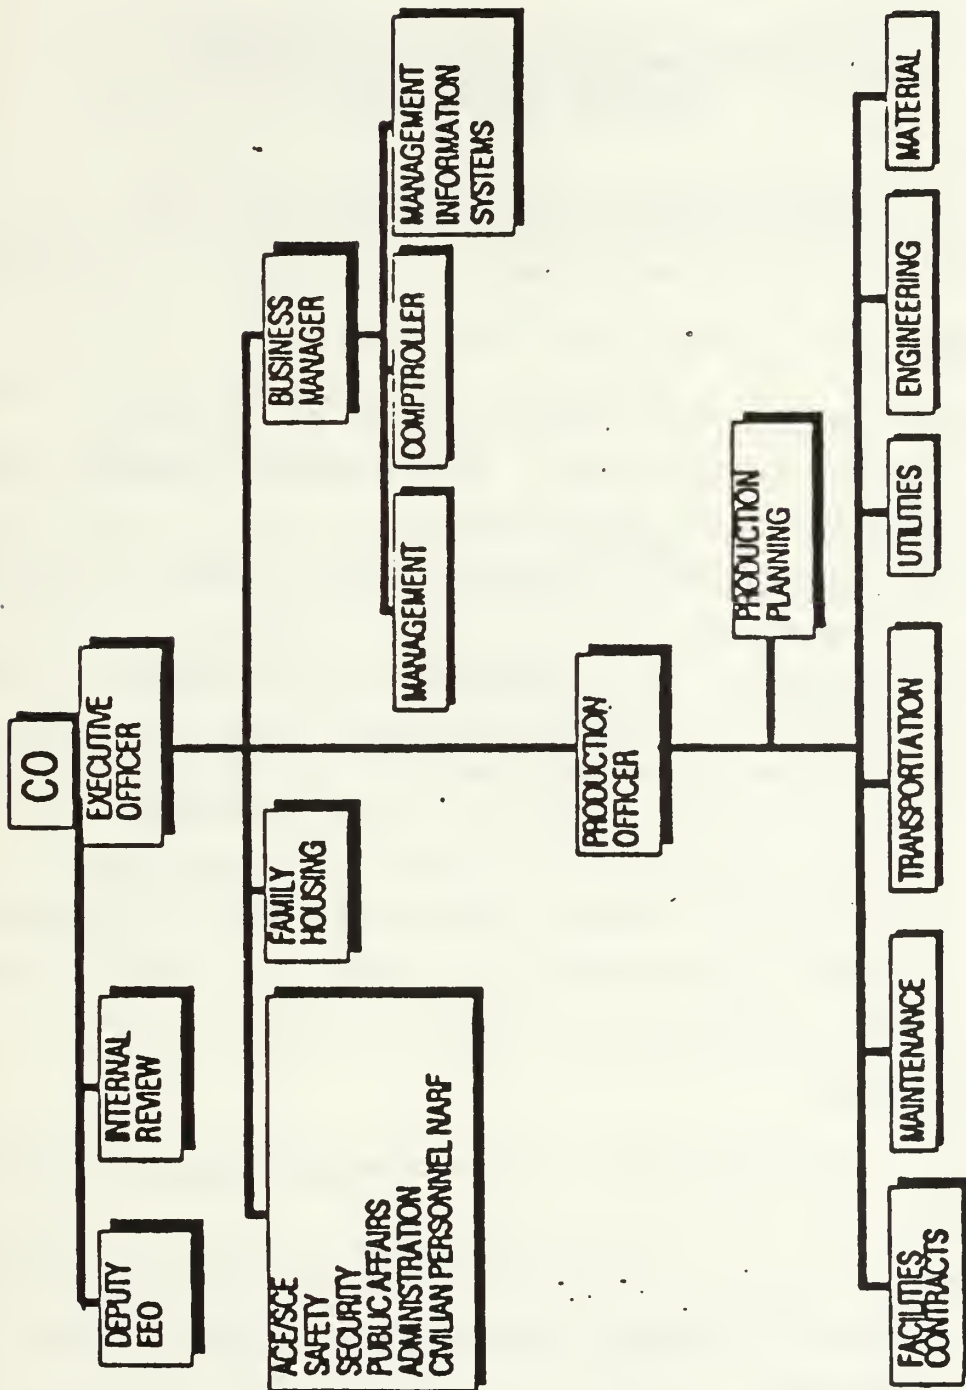 CO
EXECUTIVE
OFFICER
DEPUTY
EEO
INTERNAL
REVIEW
ACE/SCE
SAFETY
SECURITY
PUBLIC AFFAIRS
ADMINISTRATION
CIVILIAN PERSONNEL NARF
FAMILY
HOUSING
BUSINESS
MANAGER
MANAGEMENT
COMPTROLLER
MANAGEMENT
INFORMATION
SYSTEMS
PRODUCTION
OFFICER
PRODUCTION
PLANNING
FACILITIES
CONTRACTS
MAINTENANCE
TRANSPORTATION
UTILITIES
ENGINEERING
MATERIAL